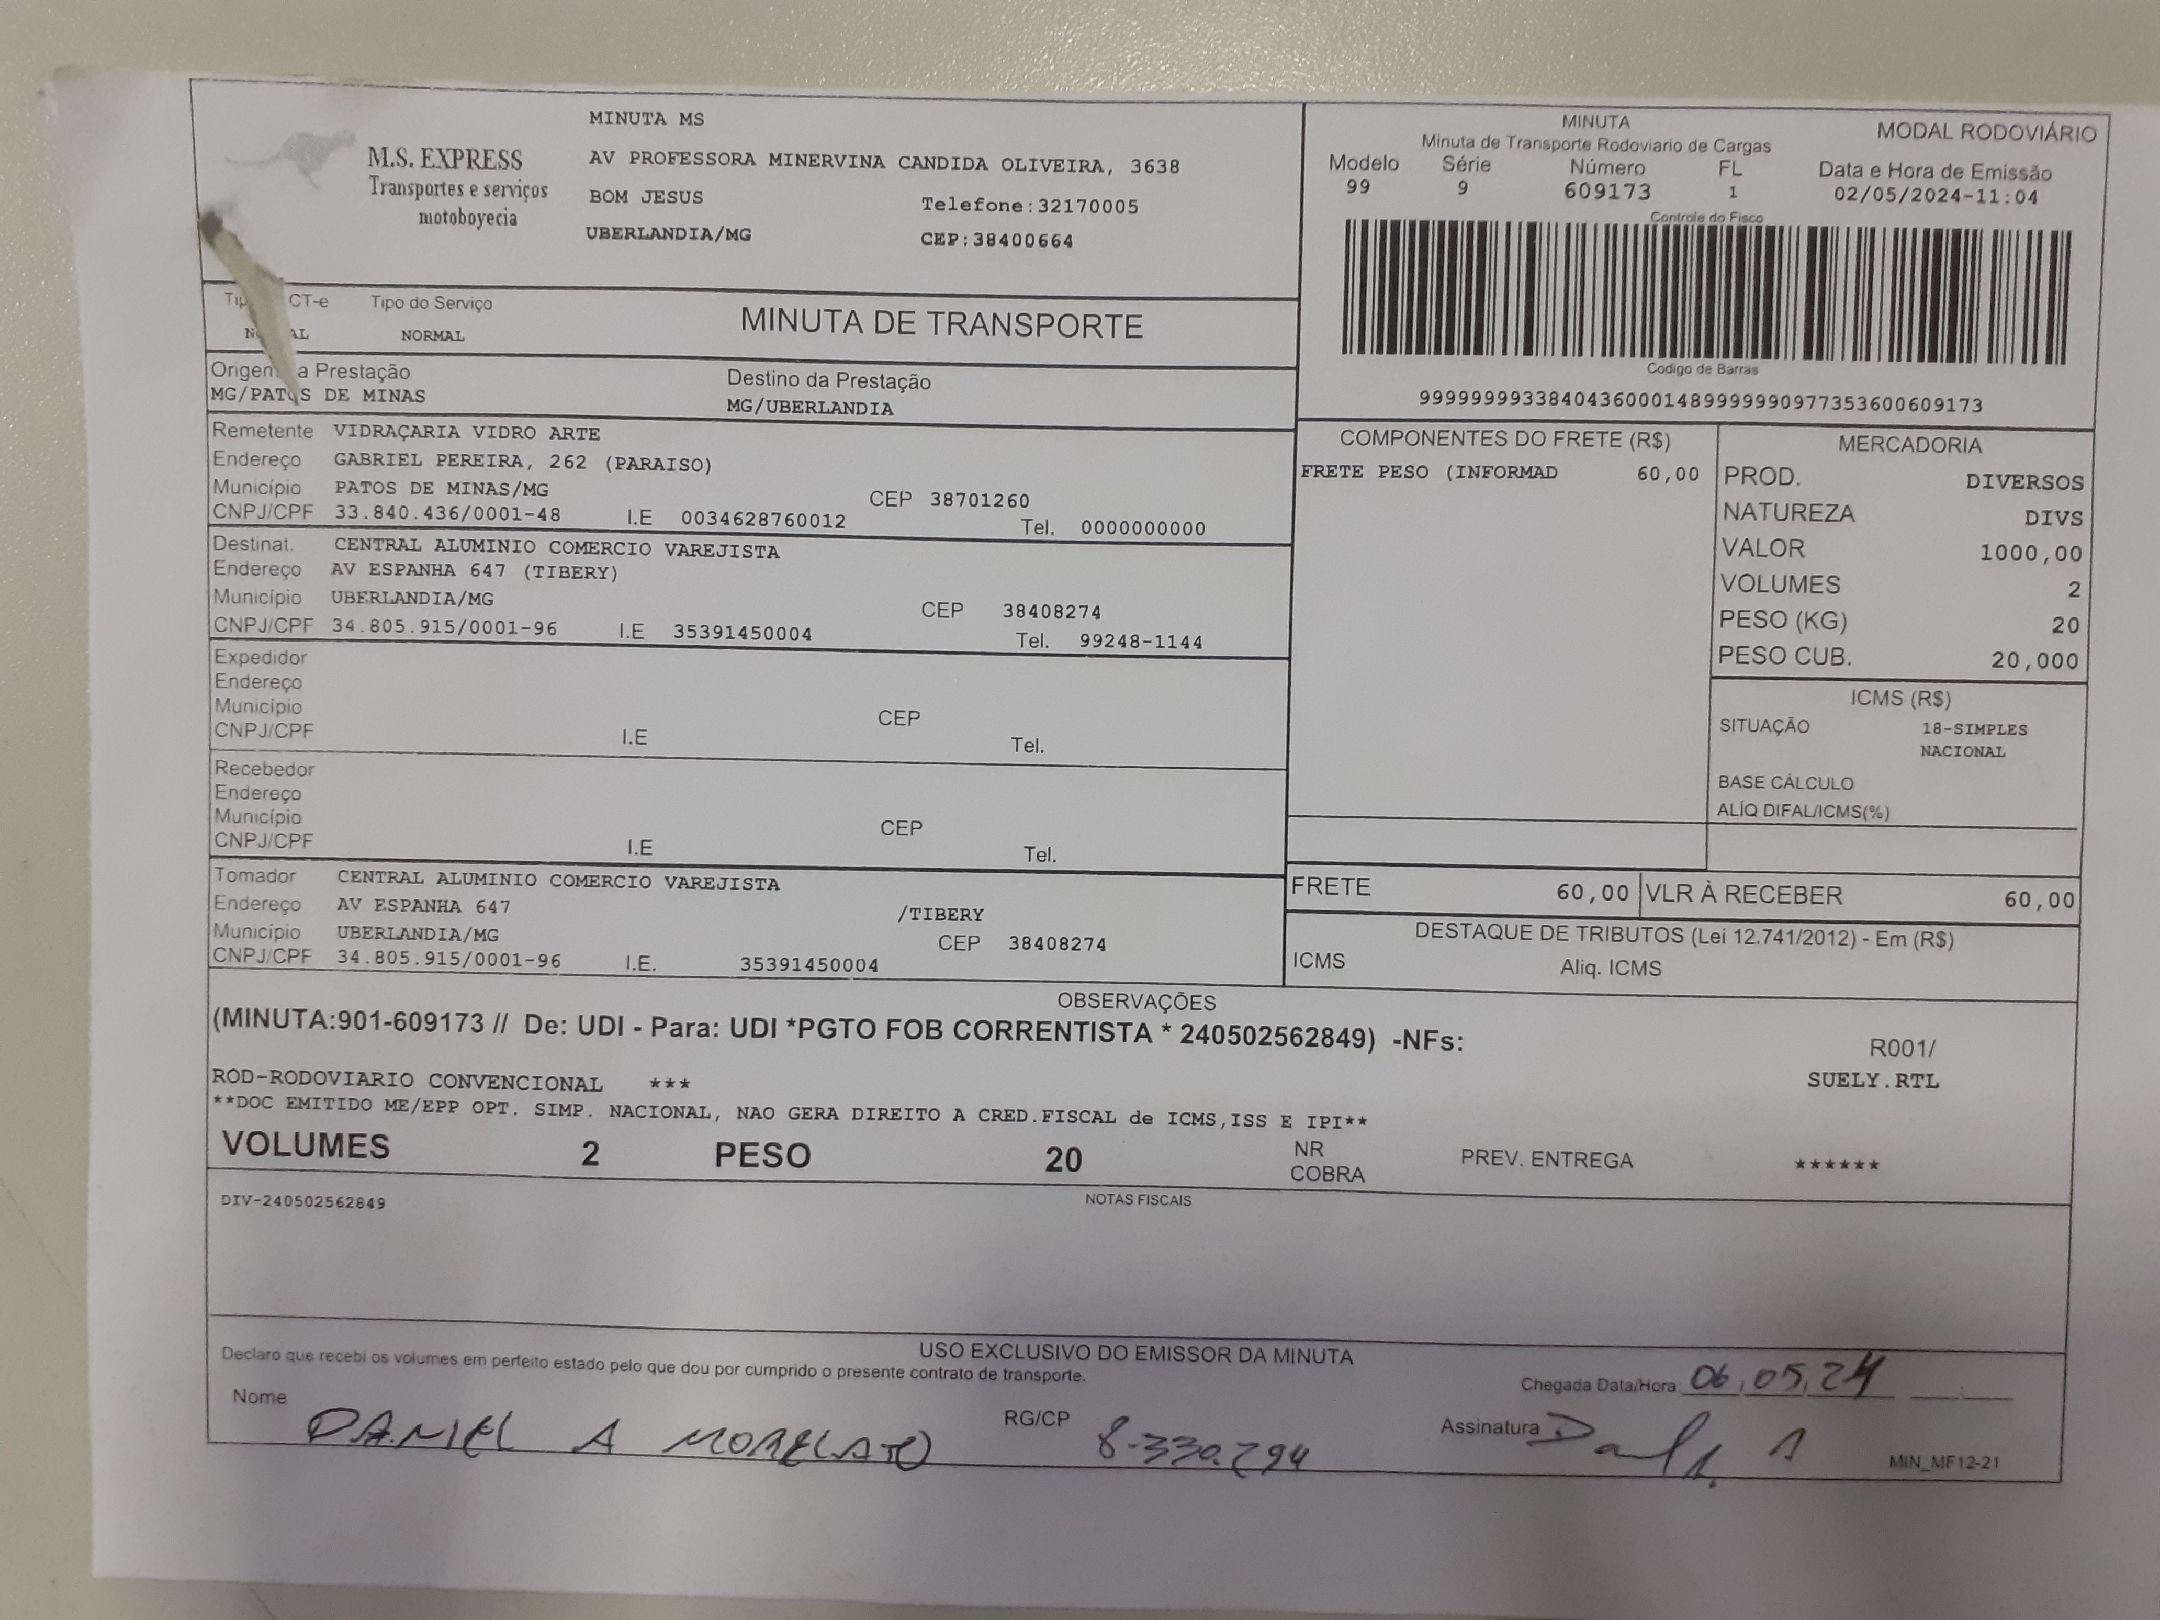 M.S. EXPRESS
Transportes e serviços
motoboyecia
MINUTA MS
AV PROFESSORA MINERVINA CANDIDA OLIVEIRA, 3638
BOM JESUS Telefone:32170005
UBERLANDIA/MG CEP:38400664
MINUTA MODAL RODOVIÁRIO
Minuta de Transporte Rodoviario de Cargas
Modelo Série Número FL Data e Hora de Emissão
99 9 609173 1 02/05/2024-11:04
Controle do Fisco
Codigo de Barras
CT-e Tipo do Serviço
NORMAL
MINUTA DE TRANSPORTE
a Prestação Destino da Prestação
MG/PATOS DE MINAS MG/UBERLANDIA
Remetente VIDRAÇARIA VIDRO ARTE
Endereço GABRIEL PEREIRA, 262 (PARAISO)
Município PATOS DE MINAS/MG CEP 38701260
CNPJ/CPF 33.840.436/0001-48 I.E 0034628760012 Tel. 0000000000
Destinat. CENTRAL ALUMINIO COMERCIO VAREJISTA
Endereço AV ESPANHA 647 (TIBERY)
Município UBERLANDIA/MG CEP 38408274
CNPJ/CPF 34.805.915/0001-96 I.E 35391450004 Tel. 99248-1144
Expedidor
Endereço
Município CEP
CNPJ/CPF I.E Tel.
Recebedor
Endereço
Município CEP
CNPJ/CPF I.E Tel.
Tomador CENTRAL ALUMINIO COMERCIO VAREJISTA
Endereço AV ESPANHA 647 /TIBERY
Município UBERLANDIA/MG CEP 38408274
CNPJ/CPF 34.805.915/0001-96 I.E. 35391450004
COMPONENTES DO FRETE (R$)
FRETE PESO (INFORMAD 60,00
MERCADORIA
PROD. DIVERSOS
NATUREZA DIVS
VALOR 1000,00
VOLUMES 2
PESO (KG) 20
PESO CUB. 20,000
ICMS (R$)
SITUAÇÃO 18-SIMPLES
NACIONAL
BASE CÁLCULO
ALÍQ DIFAL/ICMS(%)
FRETE 60,00 VLR À RECEBER 60,00
DESTAQUE DE TRIBUTOS (Lei 12.741/2012) - Em (R$)
ICMS Aliq. ICMS
OBSERVAÇÕES
(MINUTA:901-609173 // De: UDI - Para: UDI *PGTO FOB CORRENTISTA * 240502562849) -NFs:
R001/
SUELY.RTL
ROD-RODOVIARIO CONVENCIONAL ***
**DOC EMITIDO ME/EPP OPT. SIMP. NACIONAL, NAO GERA DIREITO A CRED.FISCAL de ICMS,ISS E IPI**
VOLUMES 2 PESO 20 NR COBRA PREV. ENTREGA ******
DIV-240502562849 NOTAS FISCAIS
USO EXCLUSIVO DO EMISSOR DA MINUTA
Declaro que recebi os volumes em perfeito estado pelo que dou por cumprido o presente contrato de transporte.
Chegada Data/Hora 06,05,24
Nome DANIEL A MORELATO RG/CP 8-330.294 Assinatura
MIN_MF12-21